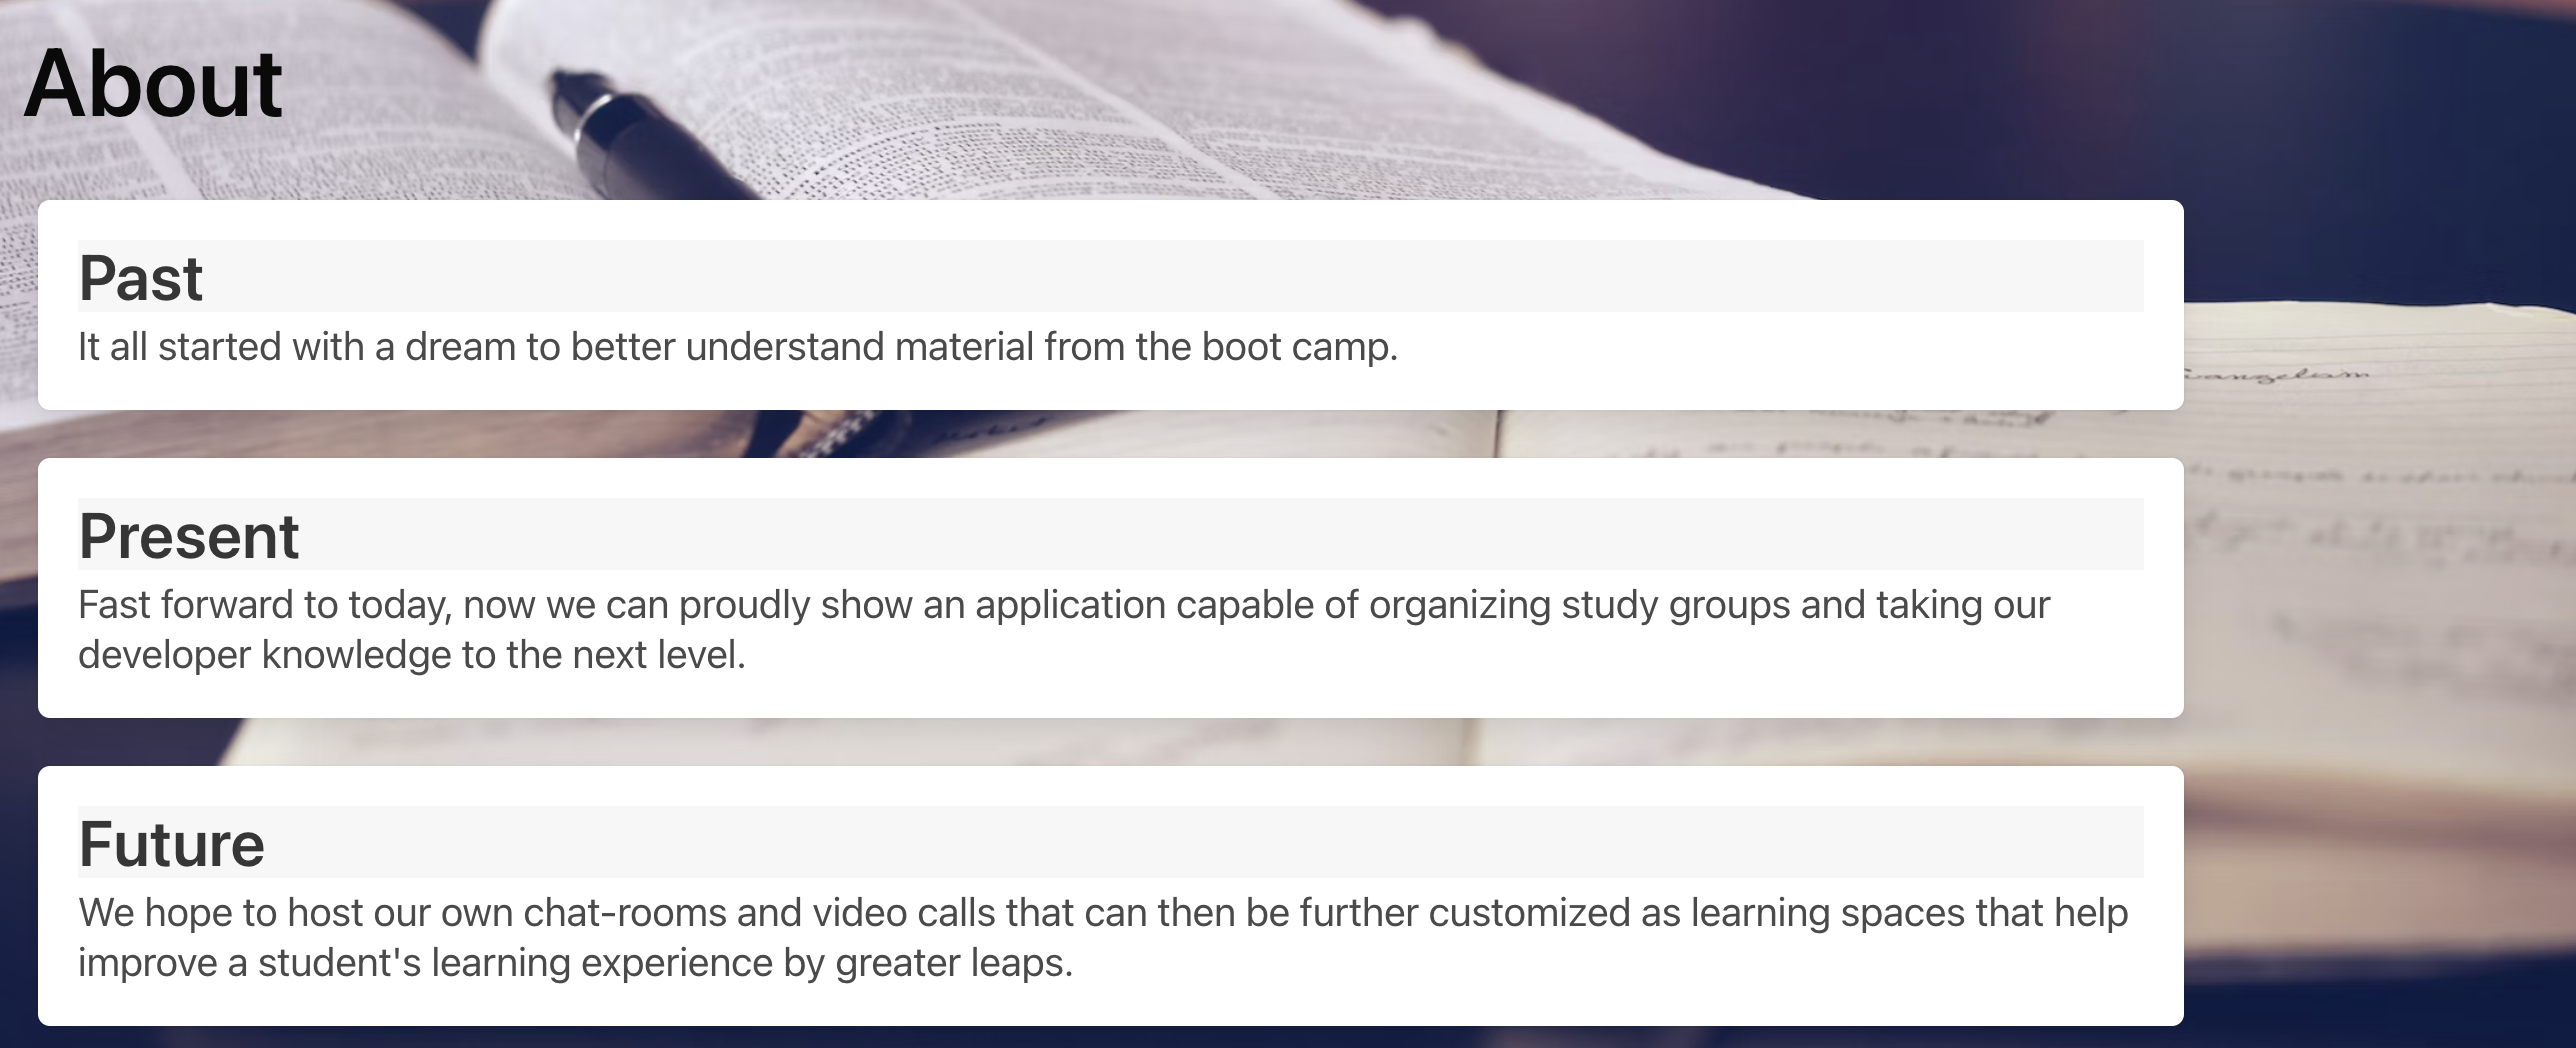 About
Past
It all started with a dream to better understand material from the boot camp.
Present
Fast forward to today, now we can proudly show an application capable of organizing study groups and taking our
developer knowledge to the next level.
Future
We hope to host our own chat-rooms and video calls that can then be further customized as learning spaces that help
improve a student's learning experience by greater leaps.